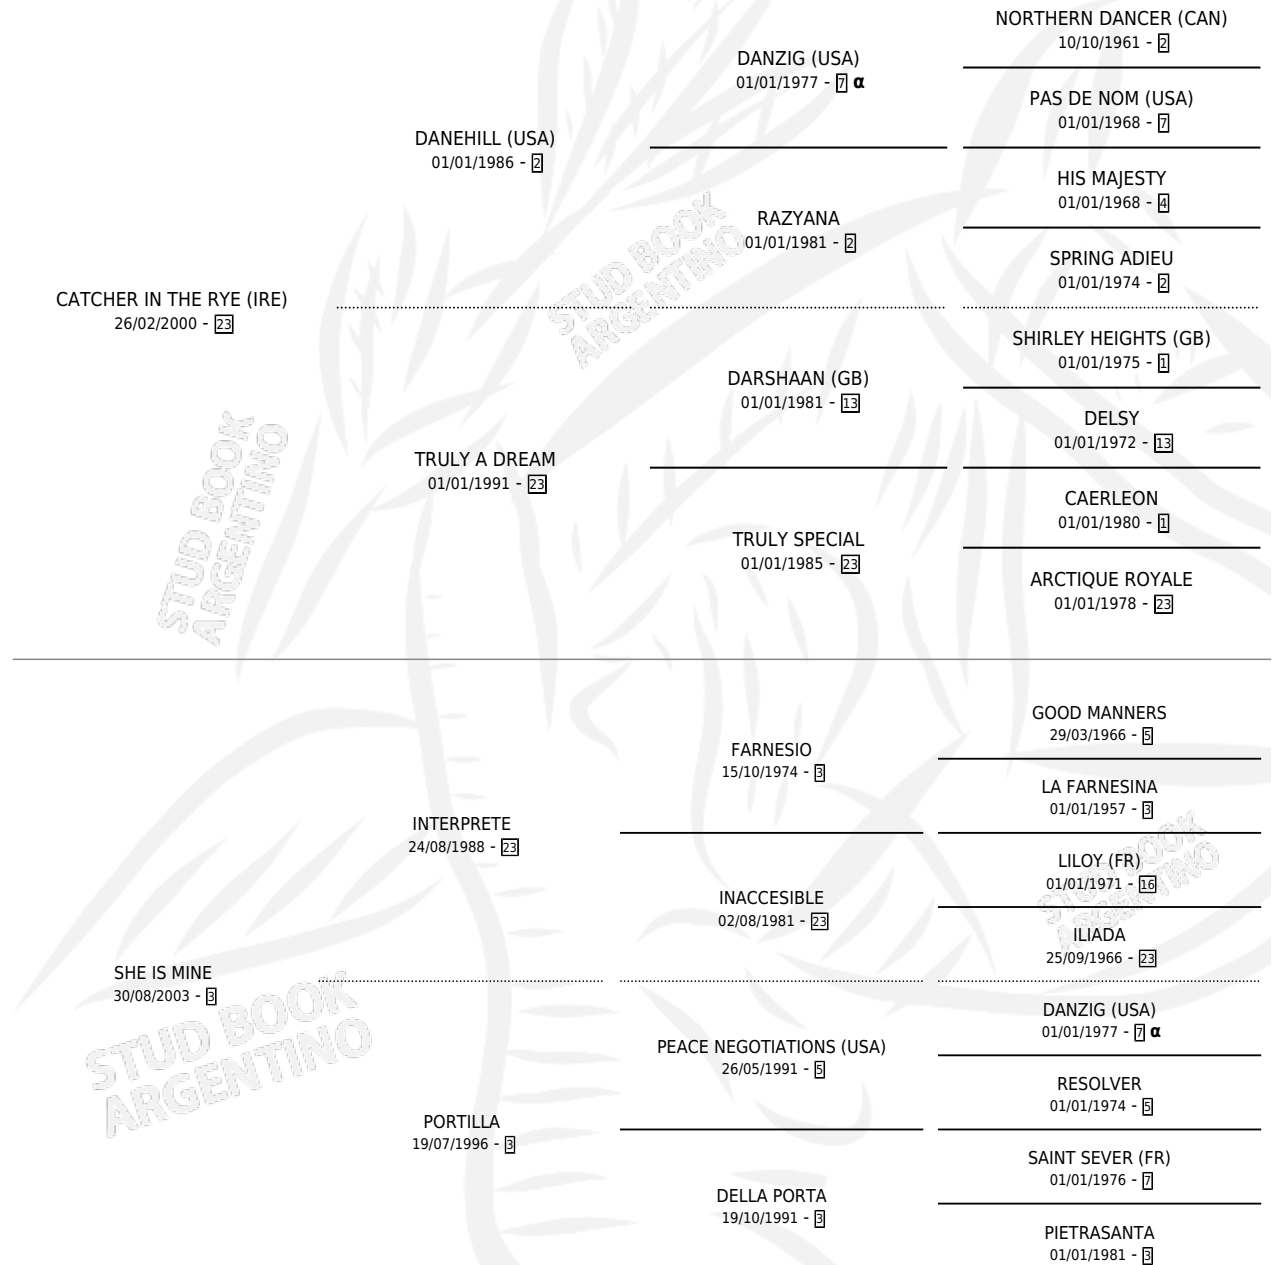 NORTHERN DANCER (CAN)
10/10/1961 - 2
DANZIG (USA)
01/01/1977 - 7 α
PAS DE NOM (USA)
01/01/1968 - 7
DANEHILL (USA)
01/01/1986 - 2
HIS MAJESTY
01/01/1968 - 4
RAZYANA
01/01/1981 - 2
SPRING ADIEU
01/01/1974 - 2
CATCHER IN THE RYE (IRE)
26/02/2000 - 23
SHIRLEY HEIGHTS (GB)
01/01/1975 - 1
DARSHAAN (GB)
01/01/1981 - 13
DELSY
01/01/1972 - 13
TRULY A DREAM
01/01/1991 - 23
CAERLEON
01/01/1980 - 1
TRULY SPECIAL
01/01/1985 - 23
ARCTIQUE ROYALE
01/01/1978 - 23
GOOD MANNERS
29/03/1966 - 5
FARNESIO
15/10/1974 - 3
LA FARNESINA
01/01/1957 - 3
INTERPRETE
24/08/1988 - 23
LILOY (FR)
01/01/1971 - 16
INACCESIBLE
02/08/1981 - 23
ILIADA
25/09/1966 - 23
SHE IS MINE
30/08/2003 - 3
DANZIG (USA)
01/01/1977 - 7 α
PEACE NEGOTIATIONS (USA)
26/05/1991 - 5
RESOLVER
01/01/1974 - 5
PORTILLA
19/07/1996 - 3
SAINT SEVER (FR)
01/01/1976 - 7
DELLA PORTA
19/10/1991 - 3
PIETRASANTA
01/01/1981 - 3
STUD BOOK
ARGENTINO
STUD BOOK
ARGENTINO
STUD BOOK
ARGENTINO
STUD BOOK
ARGENTINO